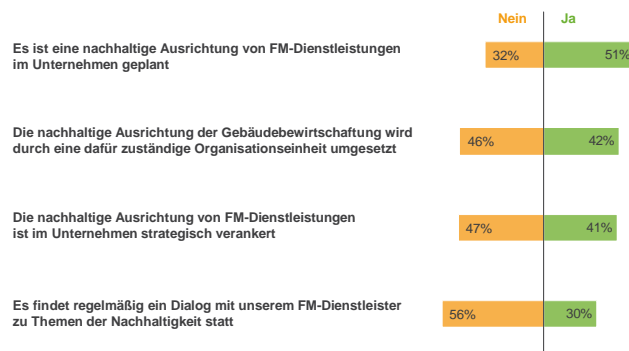 Nein Ja
Es ist eine nachhaltige Ausrichtung von FM-Dienstleistungen
im Unternehmen geplant
32% 51%
Die nachhaltige Ausrichtung der Gebäudebewirtschaftung wird
durch eine dafür zuständige Organisationseinheit umgesetzt
46% 42%
Die nachhaltige Ausrichtung von FM-Dienstleistungen
ist im Unternehmen strategisch verankert
47% 41%
Es findet regelmäßig ein Dialog mit unserem FM-Dienstleister
zu Themen der Nachhaltigkeit statt
56% 30%